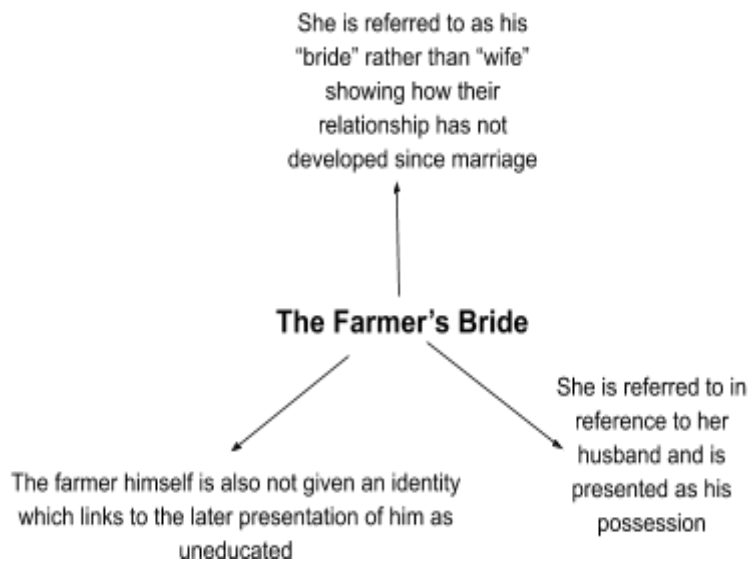 She is referred to as his
“bride” rather than “wife”
showing how their
relationship has not
developed since marriage
The Farmer’s Bride
She is referred to in
reference to her
husband and is
presented as his
possession
The farmer himself is also not given an identity
which links to the later presentation of him as
uneducated